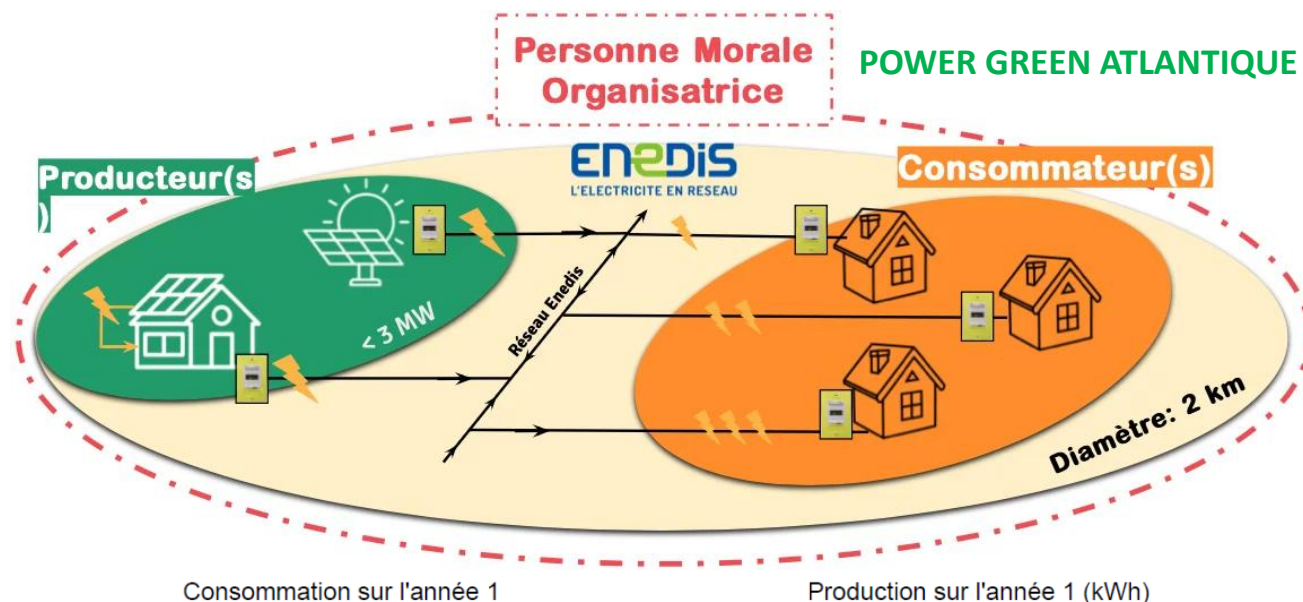 Personne Morale
Organisatrice
POWER GREEN ATLANTIQUE
Producteur(s
)
ENEDIS
L'ELECTRICITE EN RESEAU
Consommateur(s)
Réseau Enedis
< 3 MW
Diamètre: 2 km
Consommation sur l'année 1
Production sur l'année 1 (kWh)